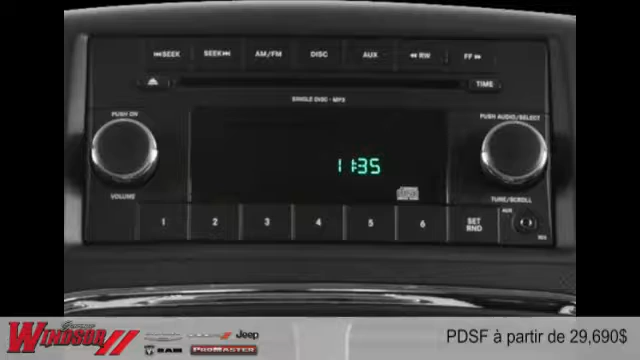 ⏮SEEK SEEK⏭ AM/FM DISC AUX ◀◀ RW FF ▶▶
TIME
SINGLE DISC · MP3
PUSH ON
PUSH AUDIO/SELECT
11:35
VOLUME
TUNE/SCROLL
1 2 3 4 5 6 SET RND
AUX
WINDSOR
Jeep
RAM PROMASTER
PDSF à partir de 29,690$